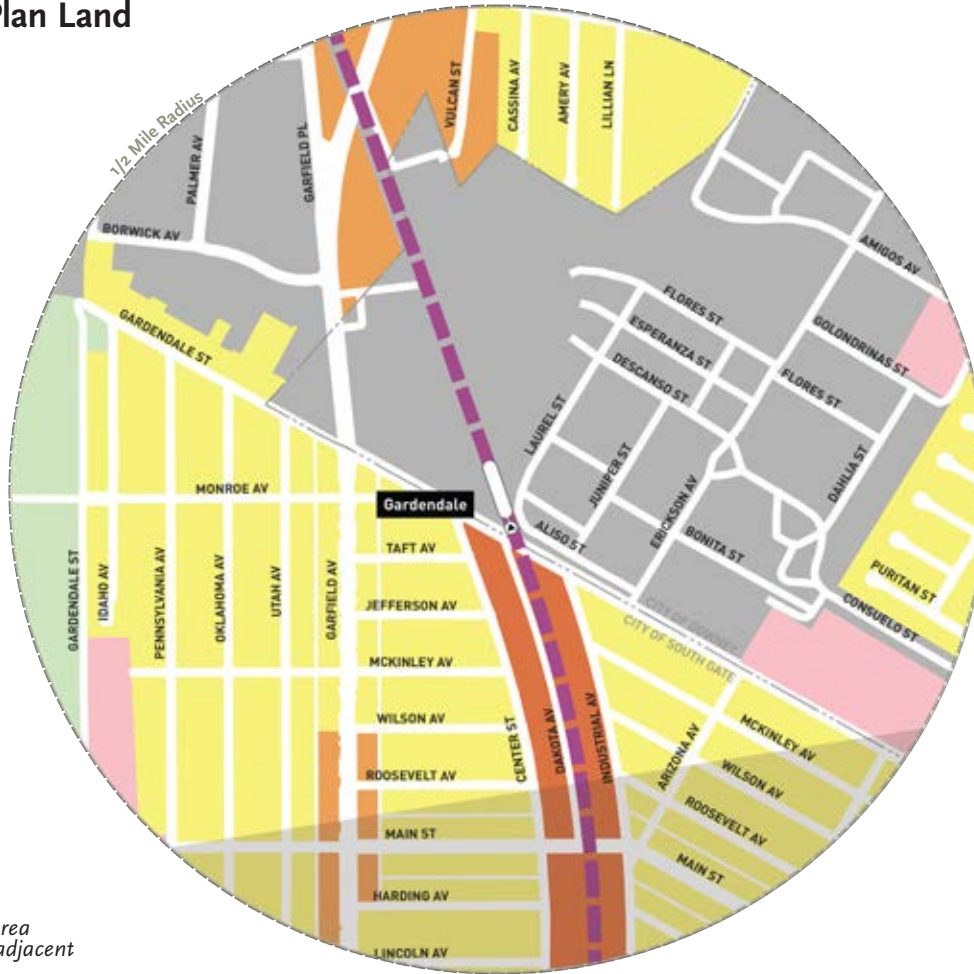 Plan Land
1/2 Mile Radius
PALMER AV
GARFIELD PL
VULCAN ST
CASSINA AV
AMERY AV
LILLIAN LN
BORWICK AV
AMIGOS AV
FLORES ST
GOLONDRINAS ST
ESPERANZA ST
GARDENDALE ST
DESCANSO ST
FLORES ST
LAUREL ST
JUNIPER ST
DAHLIA ST
MONROE AV
Gardendale
ERICKSON AV
ALISO ST
BONITA ST
TAFT AV
GARDENDALE ST
IDAHO AV
PENNSYLVANIA AV
OKLAHOMA AV
UTAH AV
GARFIELD AV
PURITAN ST
JEFFERSON AV
CONSUELO ST
CITY OF DOWNEY
CITY OF SOUTH GATE
MCKINLEY AV
WILSON AV
CENTER ST
DAKOTA AV
INDUSTRIAL AV
ARIZONA AV
MCKINLEY AV
WILSON AV
ROOSEVELT AV
ROOSEVELT AV
MAIN ST
MAIN ST
HARDING AV
LINCOLN AV
rea
adjacent